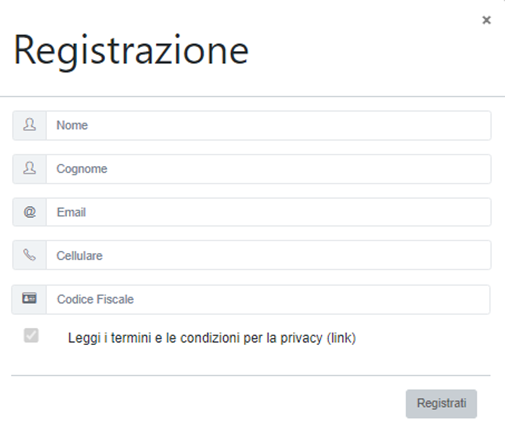 Registrazione
Nome
Cognome
@ Email
Cellulare
Codice Fiscale
Leggi i termini e le condizioni per la privacy (link)
Registrati